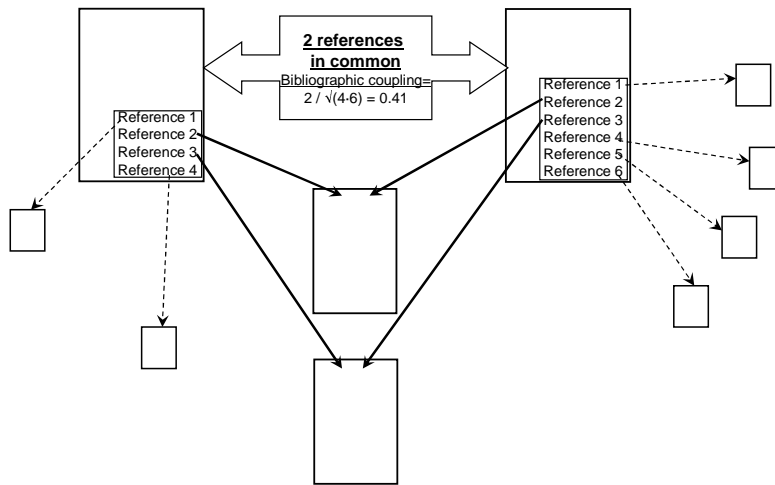 2 references
in common
Bibliographic coupling=
2 / √(4·6) = 0.41
Reference 1
Reference 2
Reference 3
Reference 4
Reference 1
Reference 2
Reference 3
Reference 4
Reference 5
Reference 6